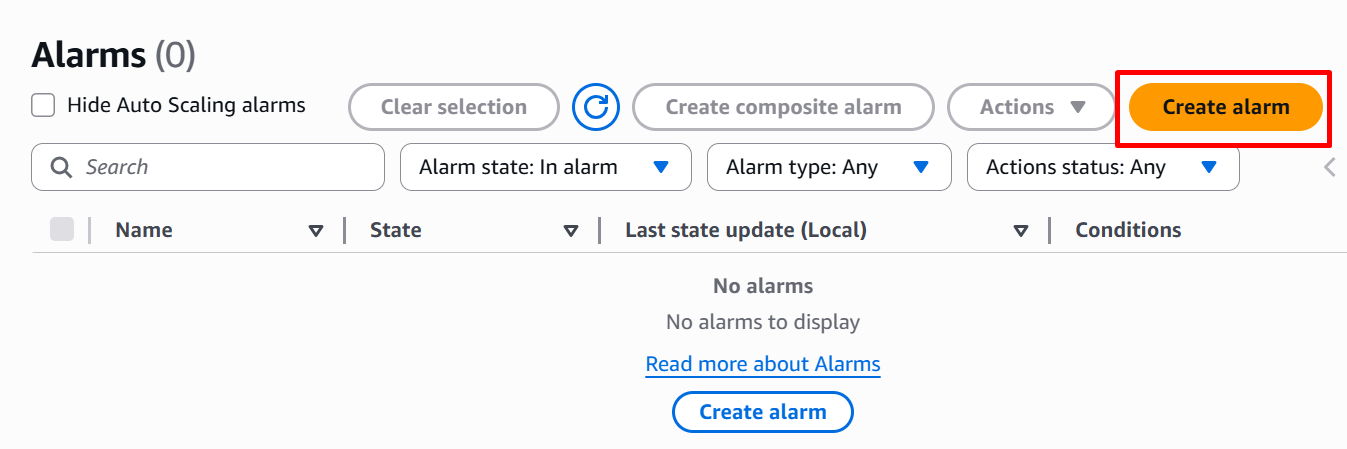 Alarms (0)
Hide Auto Scaling alarms Clear selection Create composite alarm Actions Create alarm
Search Alarm state: In alarm Alarm type: Any Actions status: Any
Name State Last state update (Local) Conditions
No alarms
No alarms to display
Read more about Alarms
Create alarm